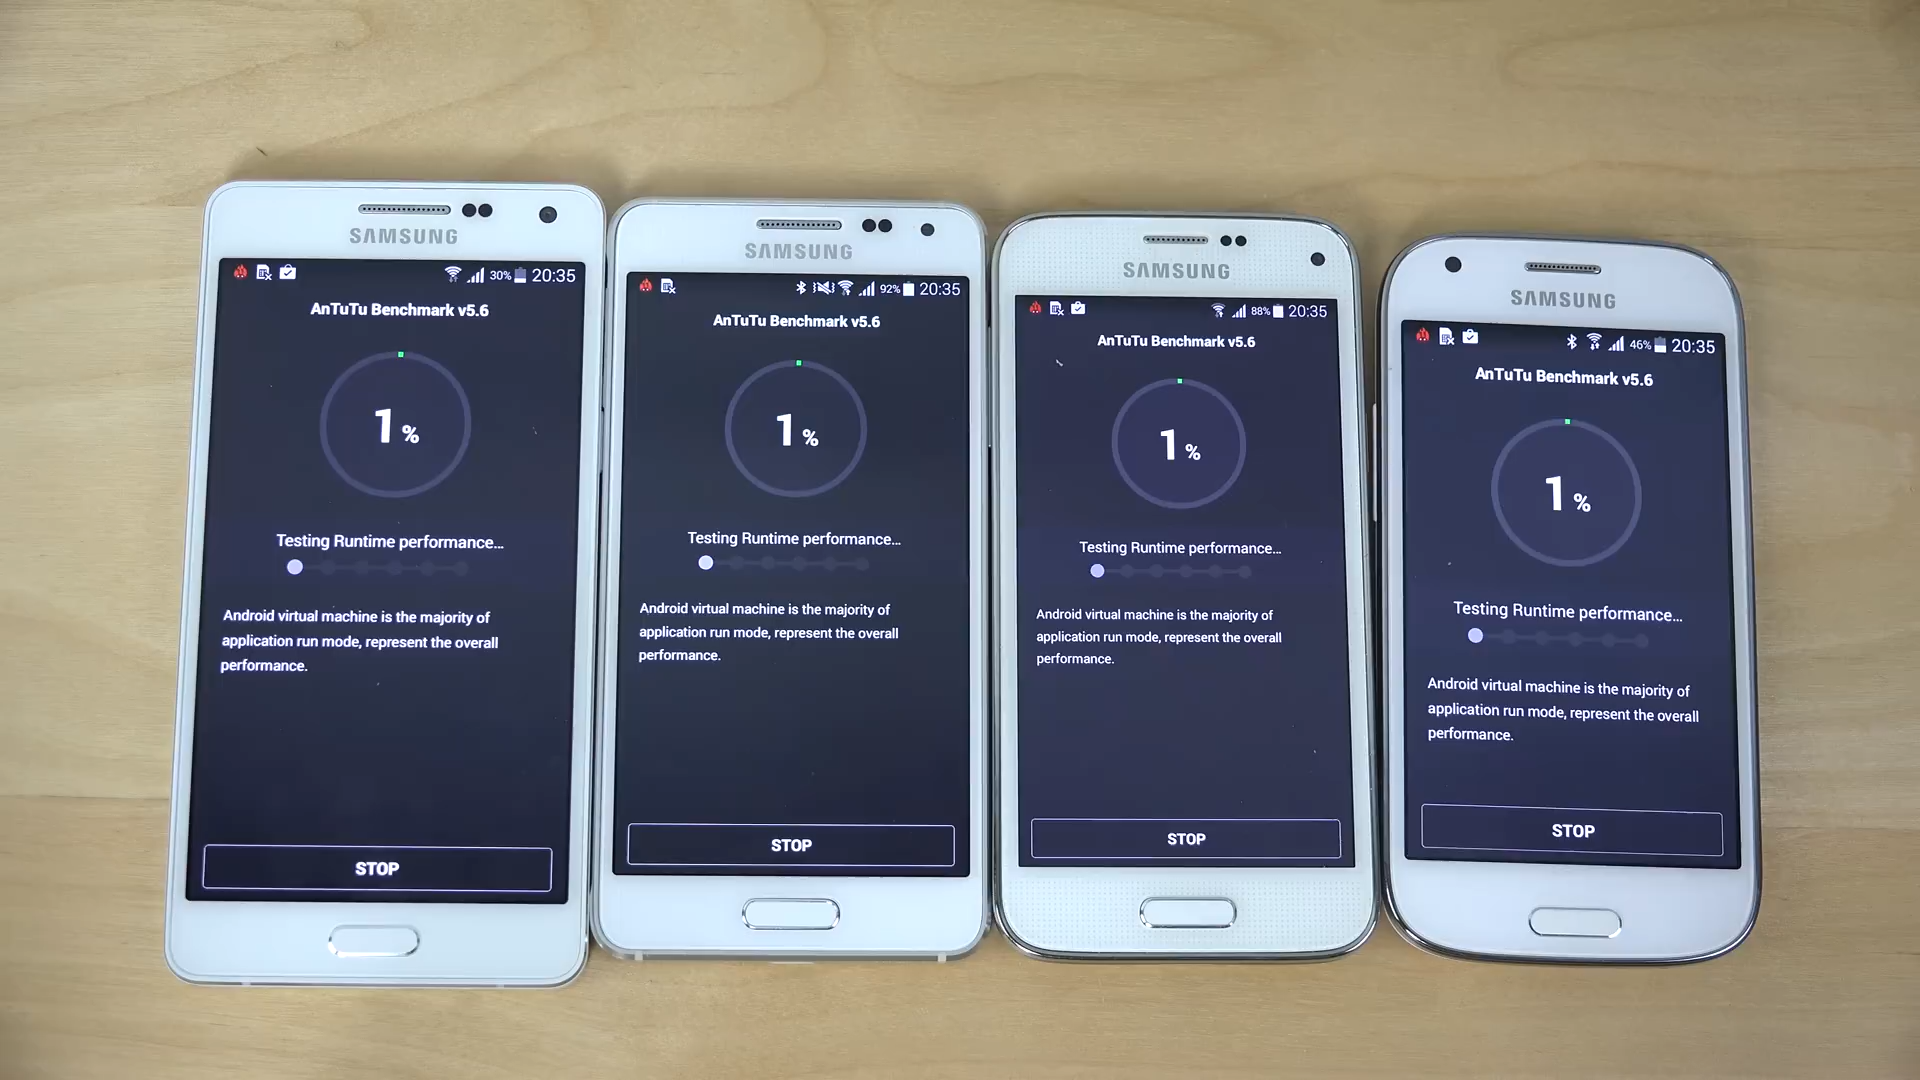 SAMSUNG
30% 20:35
AnTuTu Benchmark v5.6
1 %
Testing Runtime performance...
Android virtual machine is the majority of
application run mode, represent the overall
performance.
STOP
SAMSUNG
92% 20:35
AnTuTu Benchmark v5.6
1 %
Testing Runtime performance...
Android virtual machine is the majority of
application run mode, represent the overall
performance.
STOP
SAMSUNG
88% 20:35
AnTuTu Benchmark v5.6
1 %
Testing Runtime performance...
Android virtual machine is the majority of
application run mode, represent the overall
performance.
STOP
SAMSUNG
46% 20:35
AnTuTu Benchmark v5.6
1 %
Testing Runtime performance...
Android virtual machine is the majority of
application run mode, represent the overall
performance.
STOP